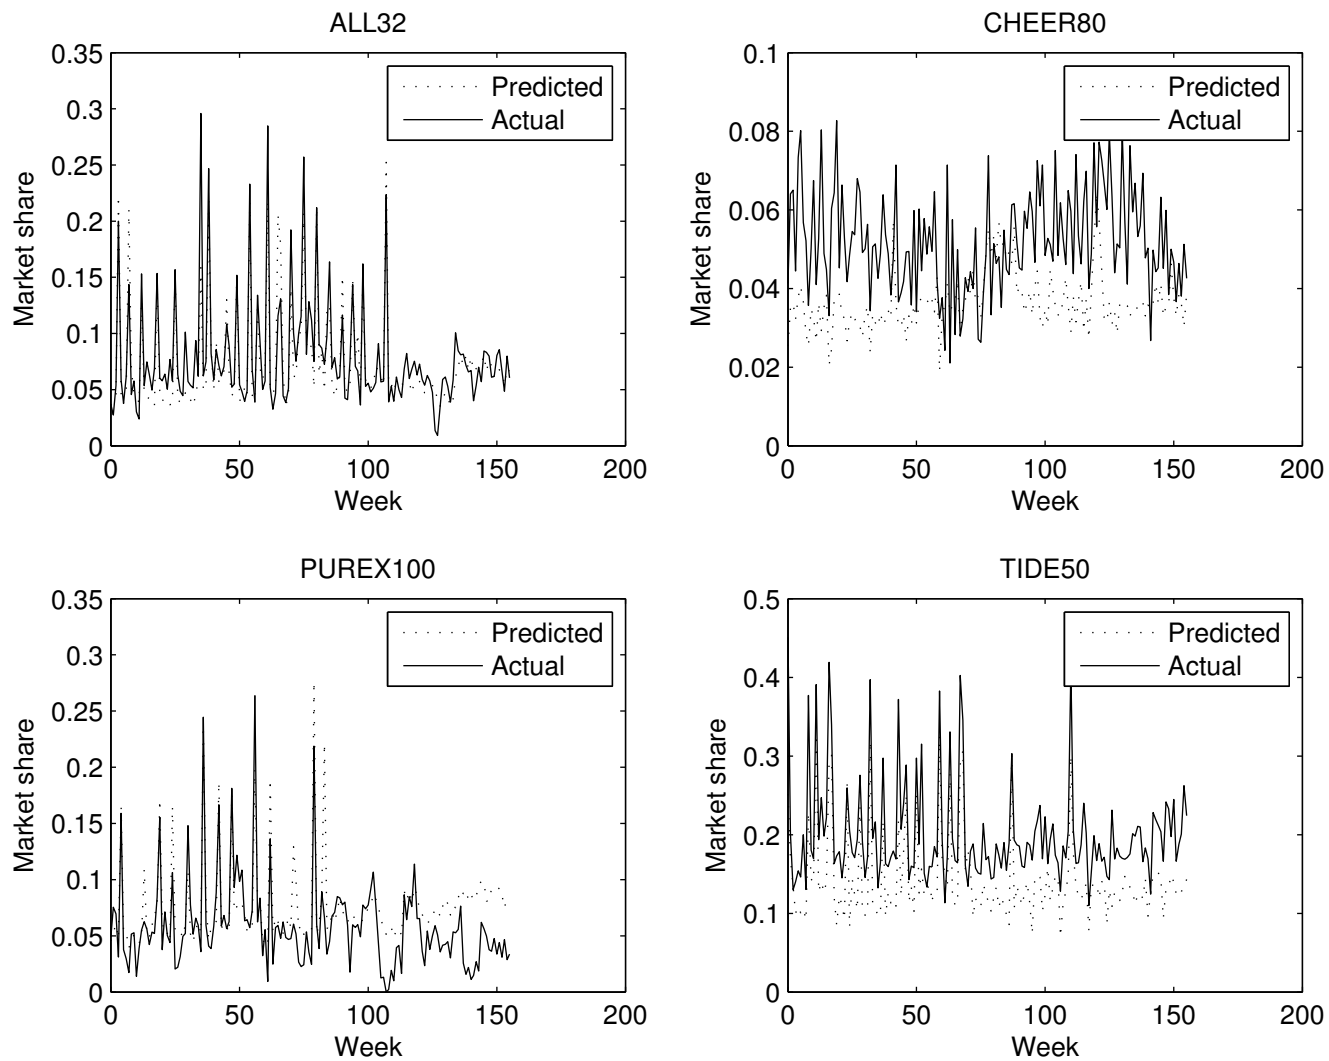 ALL32
0.35
0.3
0.25
0.2
0.15
0.1
0.05
0
Market share
Predicted
Actual
0 50 100 150 200
Week
CHEER80
0.1
0.08
0.06
0.04
0.02
0
Market share
Predicted
Actual
0 50 100 150 200
Week
PUREX100
0.35
0.3
0.25
0.2
0.15
0.1
0.05
0
Market share
Predicted
Actual
0 50 100 150 200
Week
TIDE50
0.5
0.4
0.3
0.2
0.1
0
Market share
Predicted
Actual
0 50 100 150 200
Week